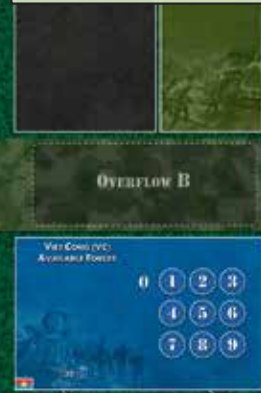 OVERFLOW B
VIET CONG (VC)
AVAILABLE FORCES
0 1 2 3
4 5 6
7 8 9